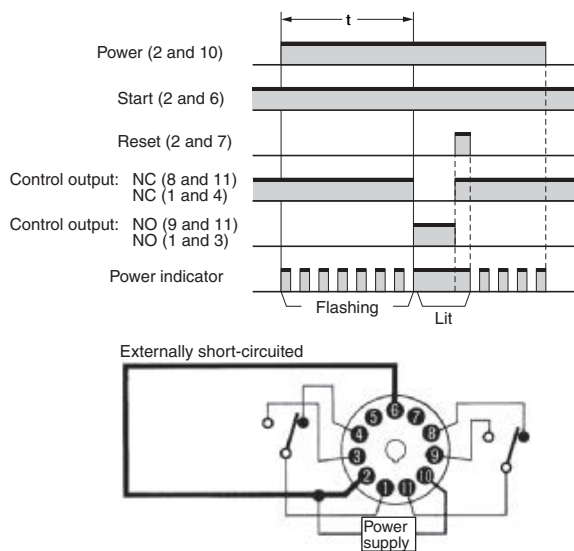 t
Power (2 and 10)
Start (2 and 6)
Reset (2 and 7)
Control output: NC (8 and 11)
NC (1 and 4)
Control output: NO (9 and 11)
NO (1 and 3)
Power indicator
Flashing
Lit
Externally short-circuited
6
5 7
4 8
3 9
2 10
1 11
Power
supply